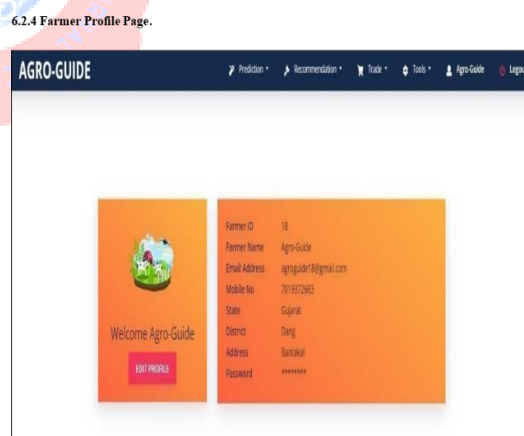 6.2.4 Farmer Profile Page.
AGRO-GUIDE
Prediction Recommendation Trade Tools Agro-Guide Logou
Farmer ID 18
Farmer Name Agro-Guide
Email Address agroguide18@gmail.com
Mobile No 7019372683
State Gujarat
District Dang
Address Bantakal
Password ********
Welcome Agro-Guide
EDIT PROFILE